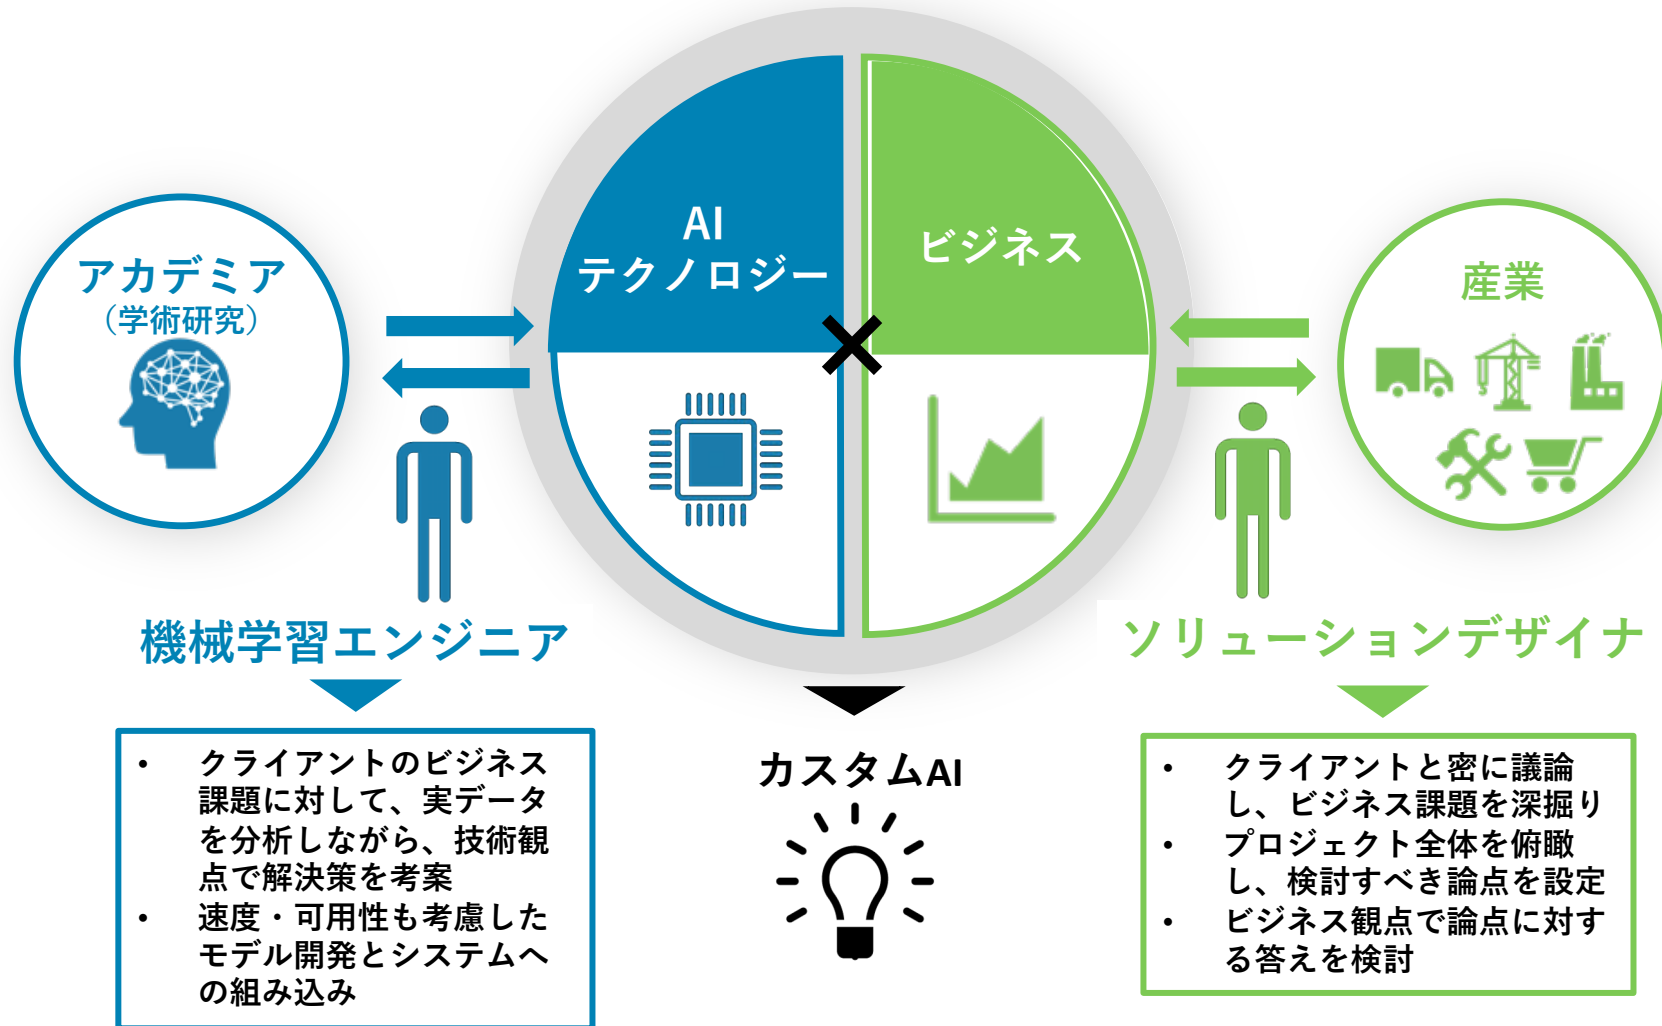 AI
テクノロジー
ビジネス
アカデミア
（学術研究）
産業
機械学習エンジニア
ソリューションデザイナ
• クライアントのビジネス
課題に対して、実データ
を分析しながら、技術観
点で解決策を考案
• 速度・可用性も考慮した
モデル開発とシステムへ
の組み込み
カスタムAI
• クライアントと密に議論
し、ビジネス課題を深掘り
• プロジェクト全体を俯瞰
し、検討すべき論点を設定
• ビジネス観点で論点に対す
る答えを検討